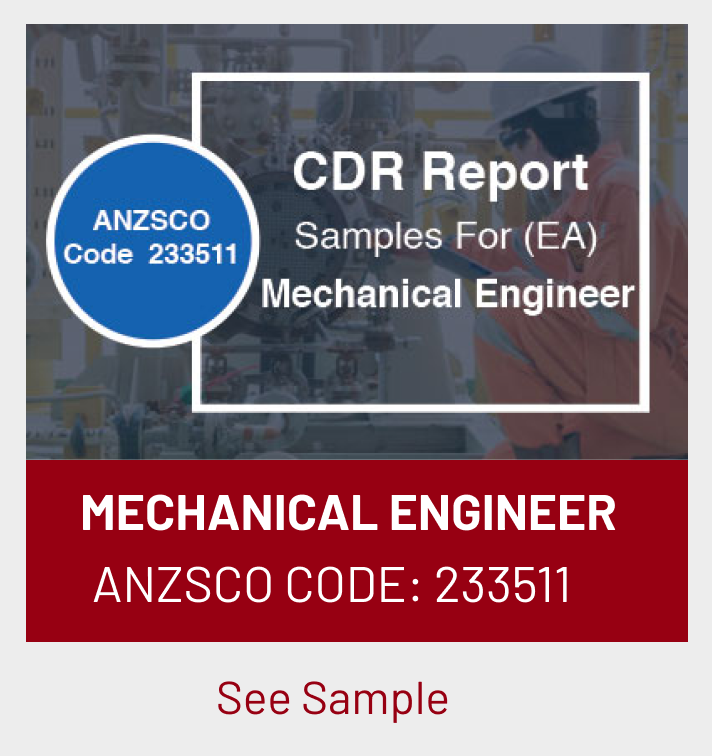 ANZSCO
Code 233511
CDR Report
Samples For (EA)
Mechanical Engineer
MECHANICAL ENGINEER
ANZSCO CODE: 233511
See Sample